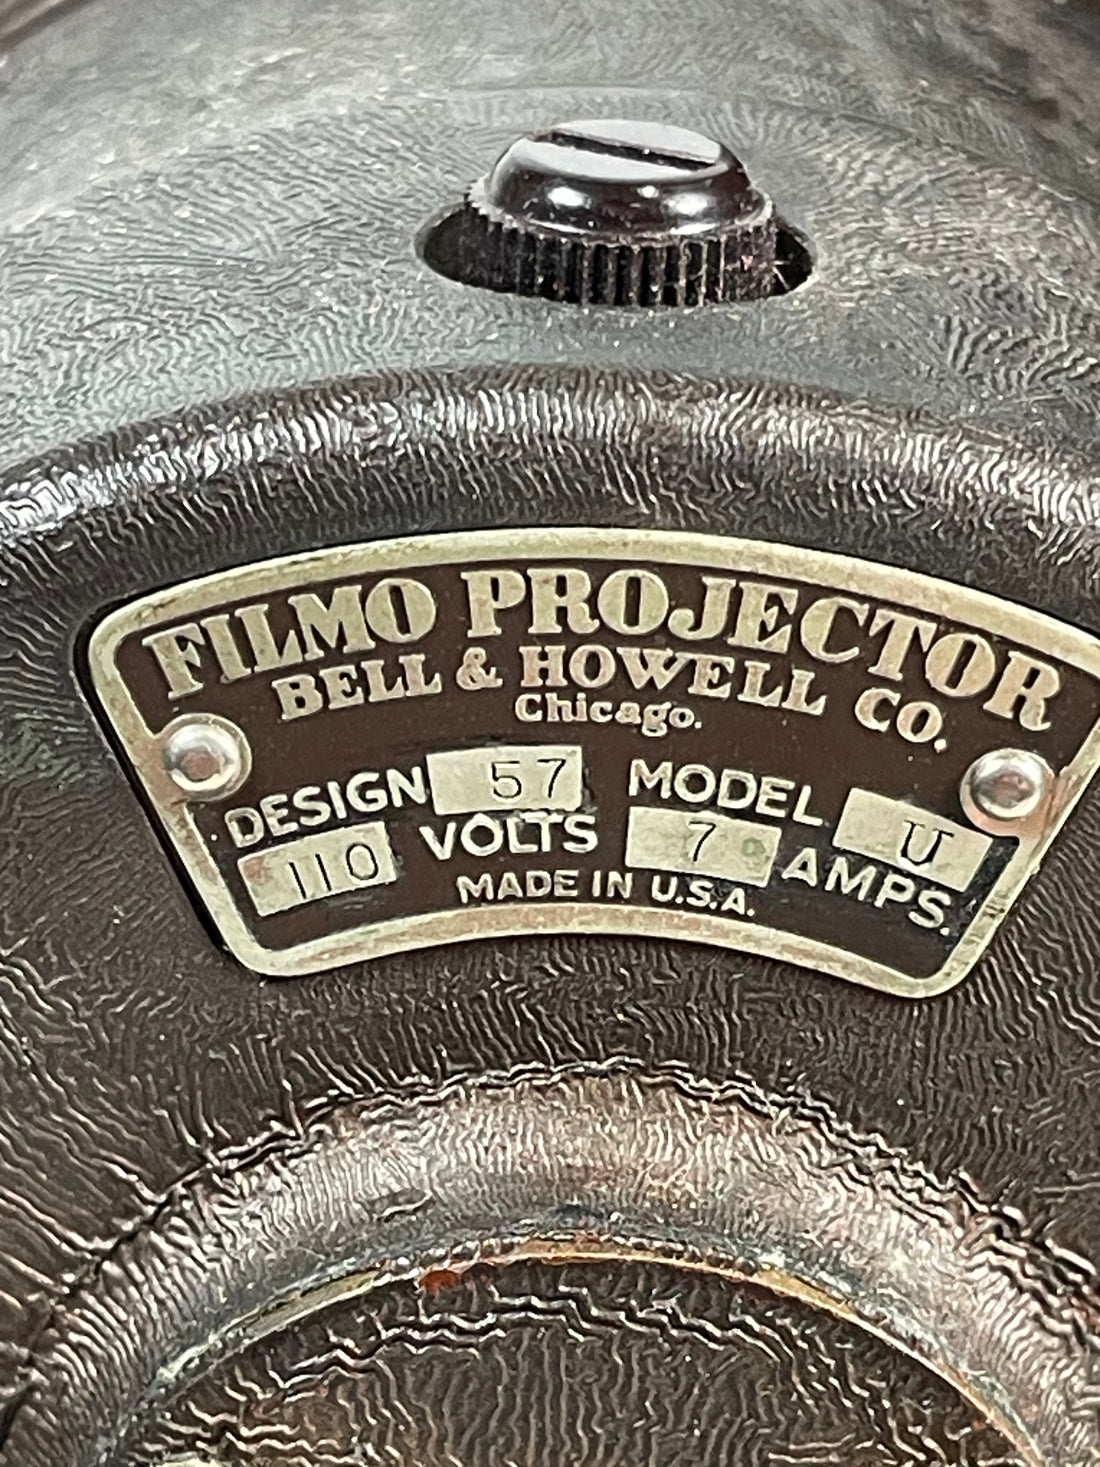 FILMO PROJECTOR
BELL & HOWELL CO.
Chicago.
DESIGN 57 MODEL U
110 VOLTS 7 AMPS.
MADE IN U.S.A.